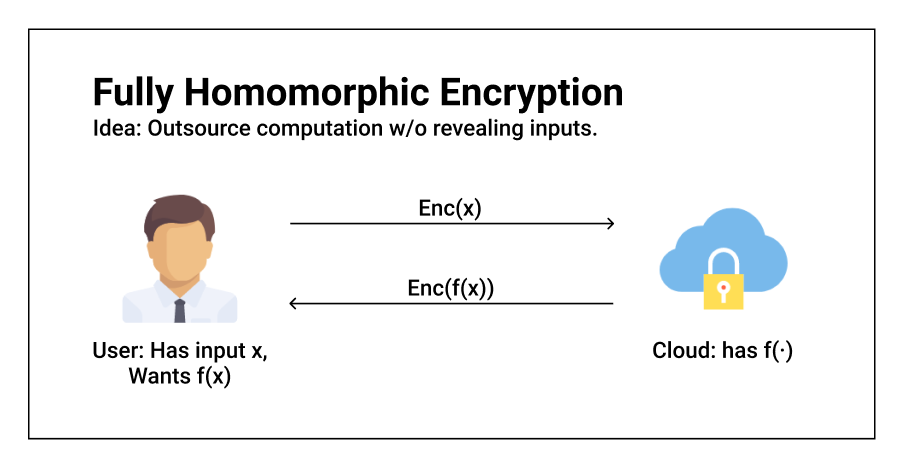 Fully Homomorphic Encryption
Idea: Outsource computation w/o revealing inputs.
Enc(x)
Enc(f(x))
User: Has input x,
Wants f(x)
Cloud: has f(·)